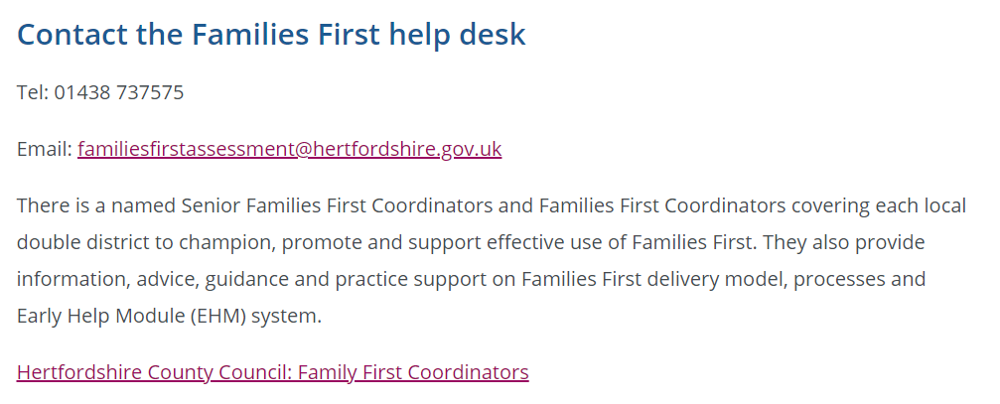 Contact the Families First help desk
Tel: 01438 737575
Email: familiesfirstassessment@hertfordshire.gov.uk
There is a named Senior Families First Coordinators and Families First Coordinators covering each local
double district to champion, promote and support effective use of Families First. They also provide
information, advice, guidance and practice support on Families First delivery model, processes and
Early Help Module (EHM) system.
Hertfordshire County Council: Family First Coordinators